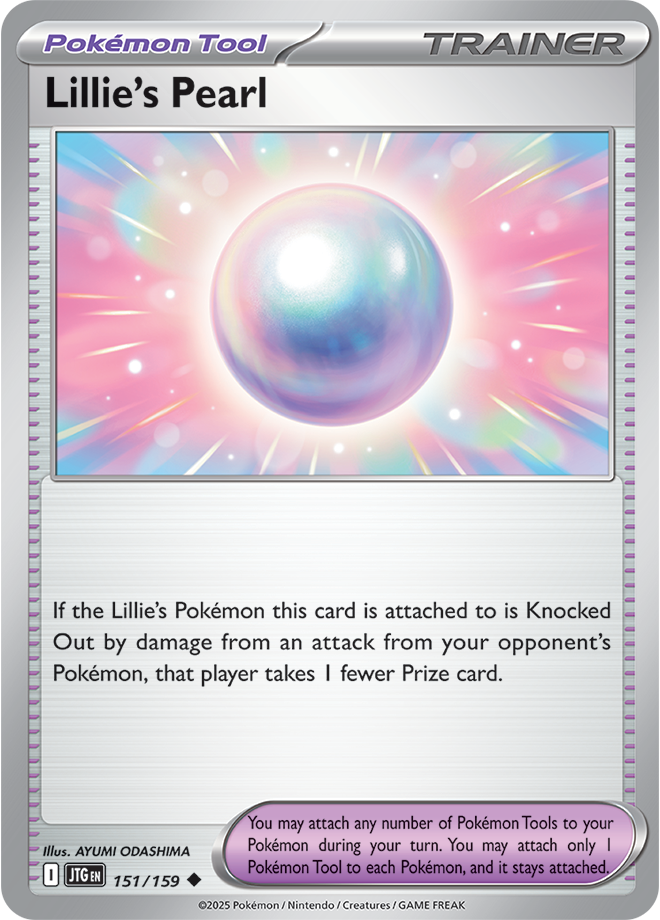 Pokémon Tool
TRAINER
Lillie's Pearl
If the Lillie's Pokémon this card is attached to is Knocked
Out by damage from an attack from your opponent's
Pokémon, that player takes 1 fewer Prize card.
You may attach any number of Pokémon Tools to your
Pokémon during your turn. You may attach only 1
Pokémon Tool to each Pokémon, and it stays attached.
Illus. AYUMI ODASHIMA
I JTG EN 151/159
©2025 Pokémon / Nintendo / Creatures / GAME FREAK